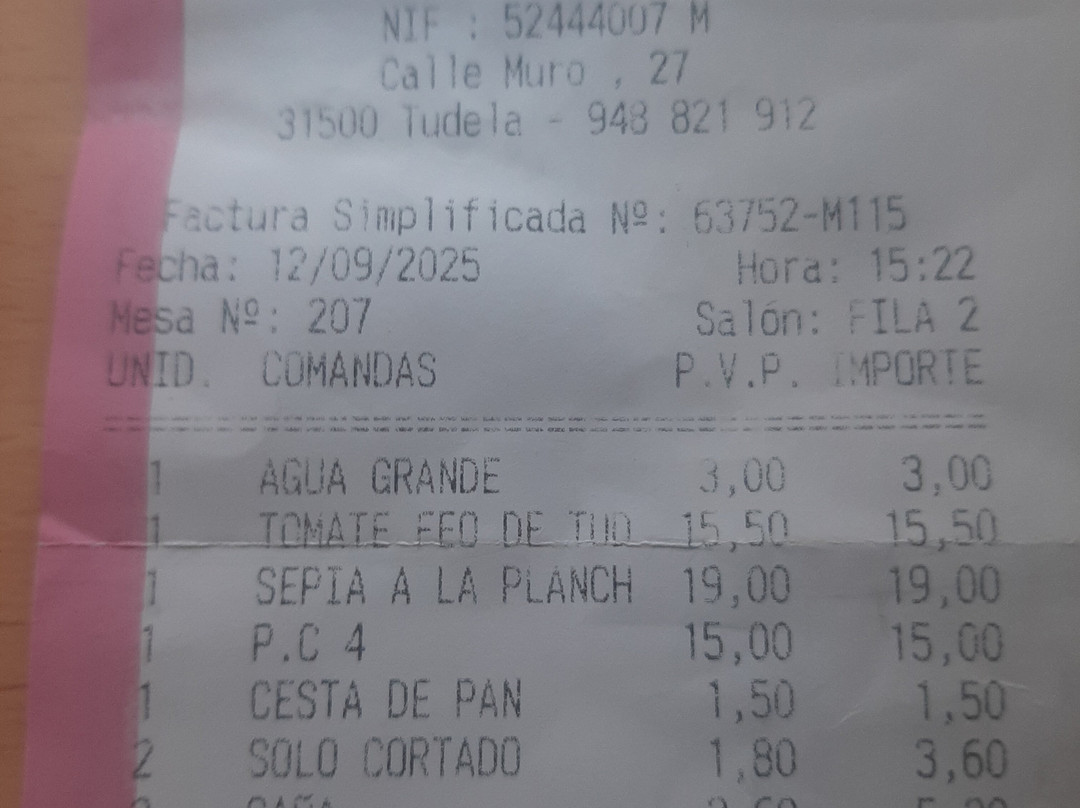 NIF : 52444007 M
Calle Muro , 27
31500 Tudela - 948 821 912
Factura Simplificada Nº: 63752-M115
Fecha: 12/09/2025 Hora: 15:22
Mesa Nº: 207 Salón: FILA 2
UNID. COMANDAS P.V.P. IMPORTE
1 AGUA GRANDE 3,00 3,00
1 TOMATE FEO DE TUD 15,50 15,50
1 SEPIA A LA PLANCH 19,00 19,00
1 P.C 4 15,00 15,00
1 CESTA DE PAN 1,50 1,50
2 SOLO CORTADO 1,80 3,60
CAÑA